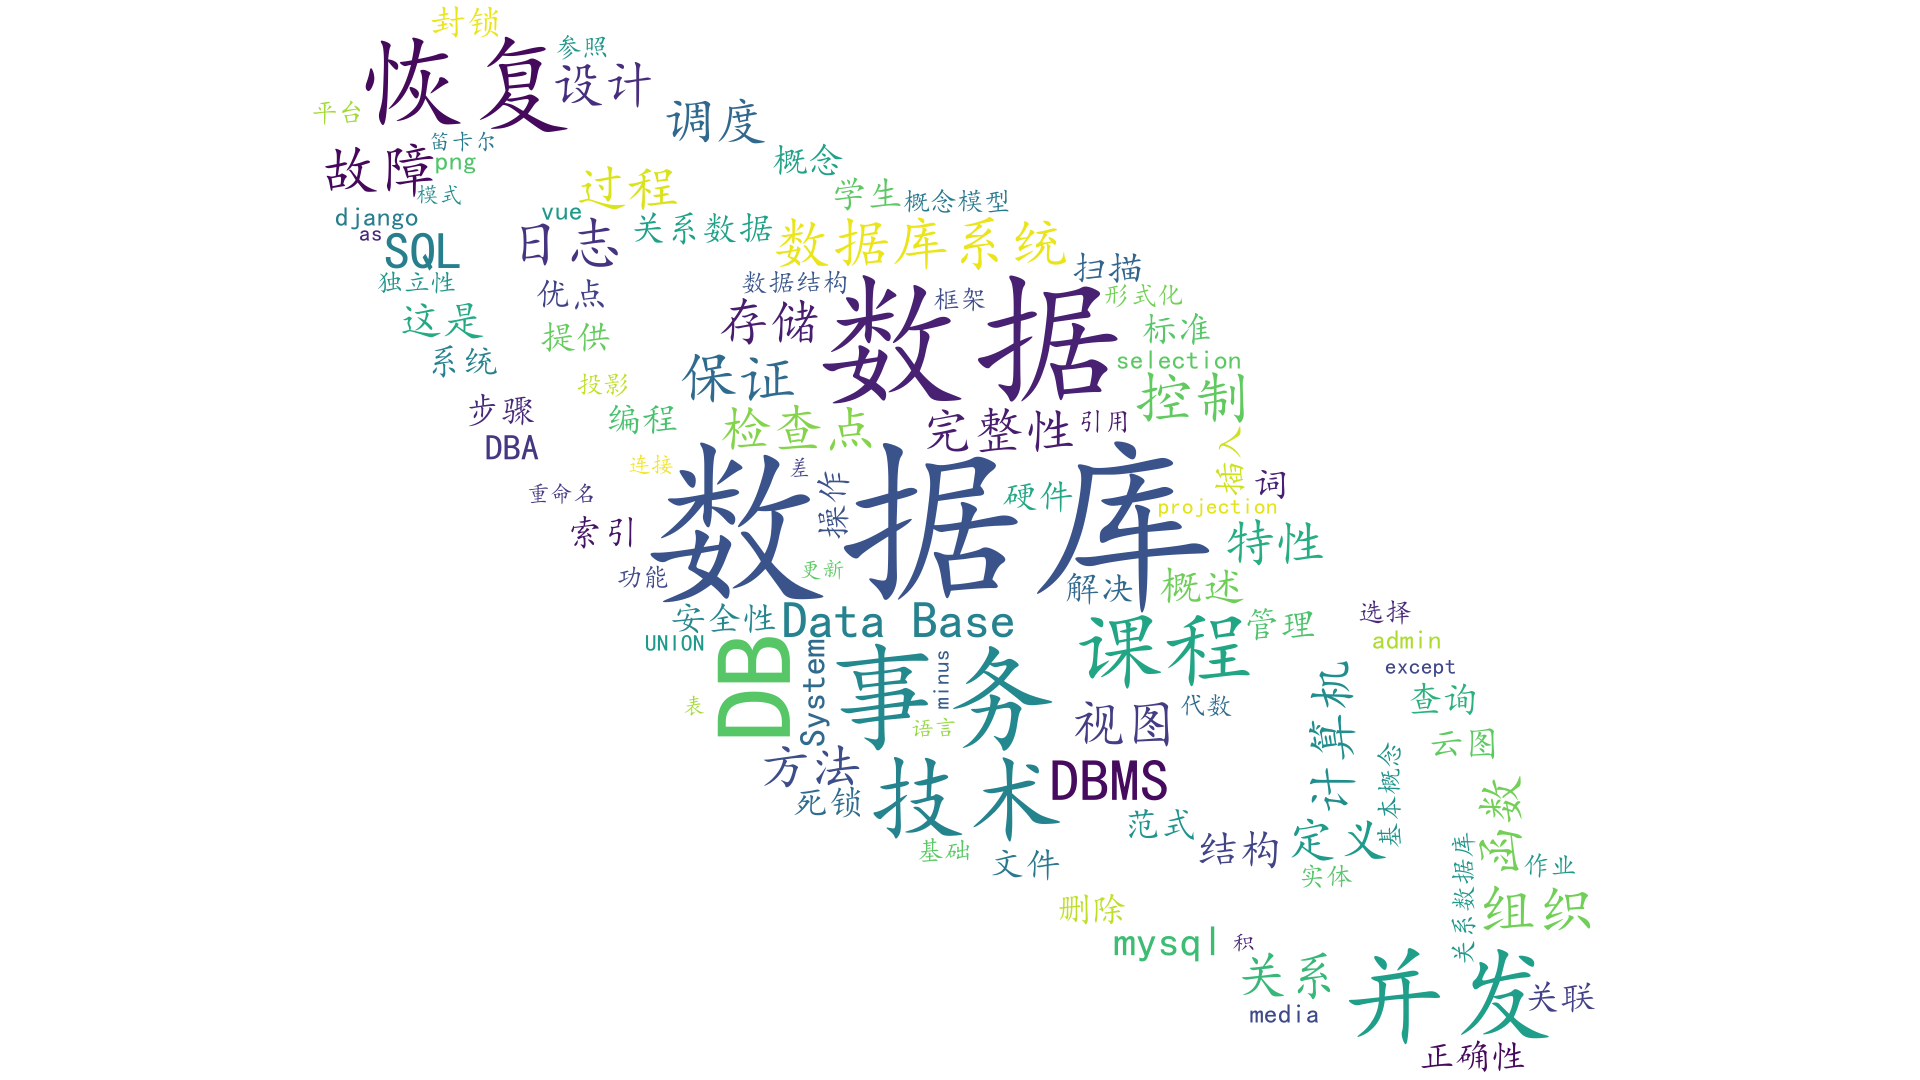 封锁
参照
恢复
设计
平台
调度
笛卡尔
png
故障
概念
模式
过程
学生
概念模型
django
vue
as
关系数据
SQL
日志
数据库系统
独立性
数据结构
扫描
优点
框架
形式化
这是
存储
数据
提供
标准
系统
selection
保证
投影
控制
步骤
编程
检查点
完整性
引用
DBA
连接
差
插入
词
重命名
操作
硬件
数据库
projection
索引
特性
功能
更新
解决
概述
安全性
Data Base
选择
UNION
管理
admin
DB
System
事务
minus
课程
except
表
语言
视图
代数
计算机
查询
云图
方法
DBMS
基本概念
死锁
技术
函数
范式
基础
文件
结构
定义
作业
实体
关系数据库
删除
组织
mysql
积
关系
并发
关联
media
正确性